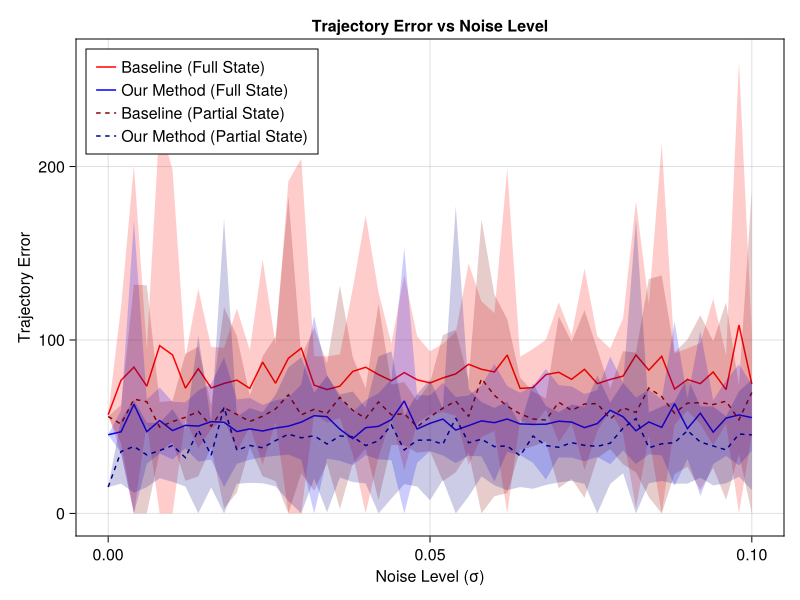 Trajectory Error vs Noise Level
Baseline (Full State)
Our Method (Full State)
Baseline (Partial State)
Our Method (Partial State)
200
100
0
Trajectory Error
0.00
0.05
0.10
Noise Level (σ)